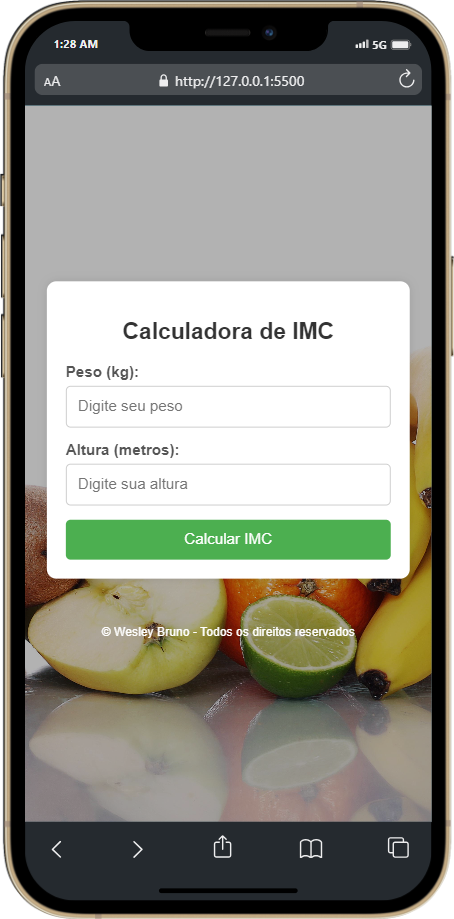 1:28 AM
5G
AA
http://127.0.0.1:5500
Calculadora de IMC
Peso (kg):
Digite seu peso
Altura (metros):
Digite sua altura
Calcular IMC
© Wesley Bruno - Todos os direitos reservados